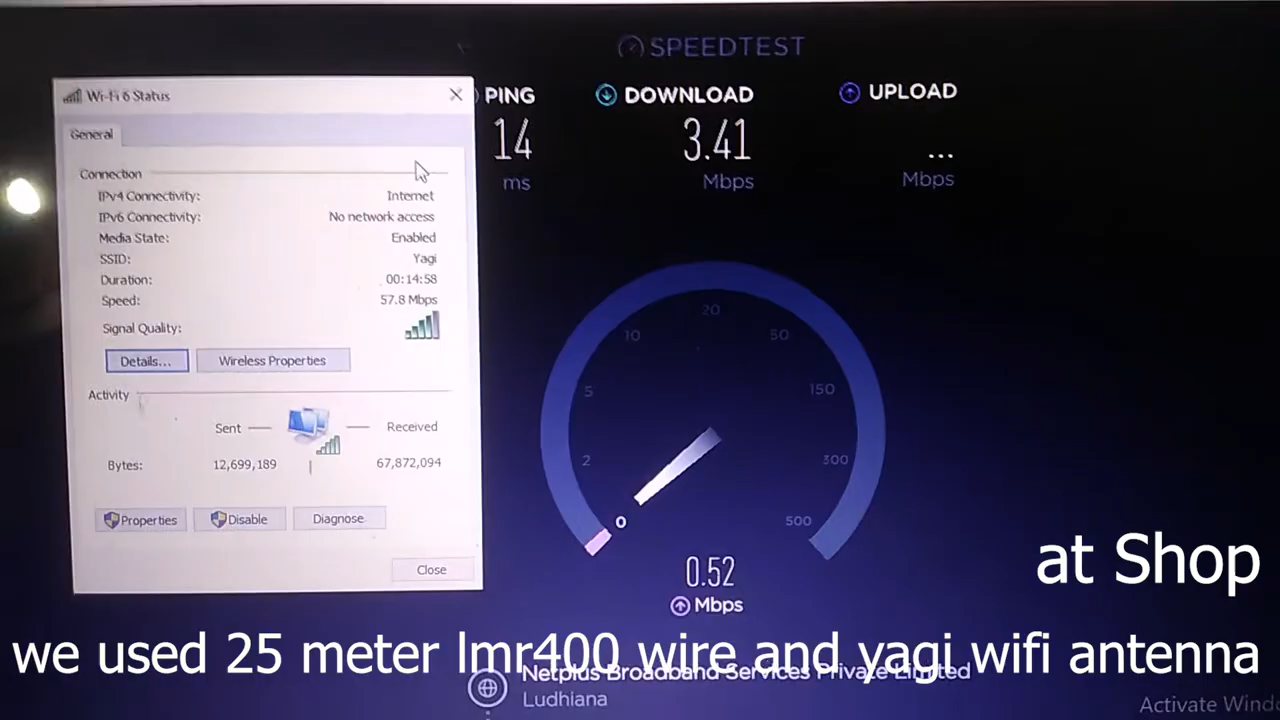 SPEEDTEST
Wi-Fi 6 Status
PING
DOWNLOAD
UPLOAD
14
3.41
...
ms
Mbps
Mbps
General
Connection
IPv4 Connectivity: Internet
IPv6 Connectivity: No network access
Media State: Enabled
SSID: Yagi
Duration: 00:14:58
Speed: 57.8 Mbps
Signal Quality:
Details... Wireless Properties
Activity
Sent Received
Bytes: 12,699,189 67,872,094
Properties Disable Diagnose
Close
0
2
5
10
20
50
150
300
500
0.52
Mbps
at Shop
we used 25 meter lmr400 wire and yagi wifi antenna
Netplus Broadband Services Private Limited
Ludhiana
Activate